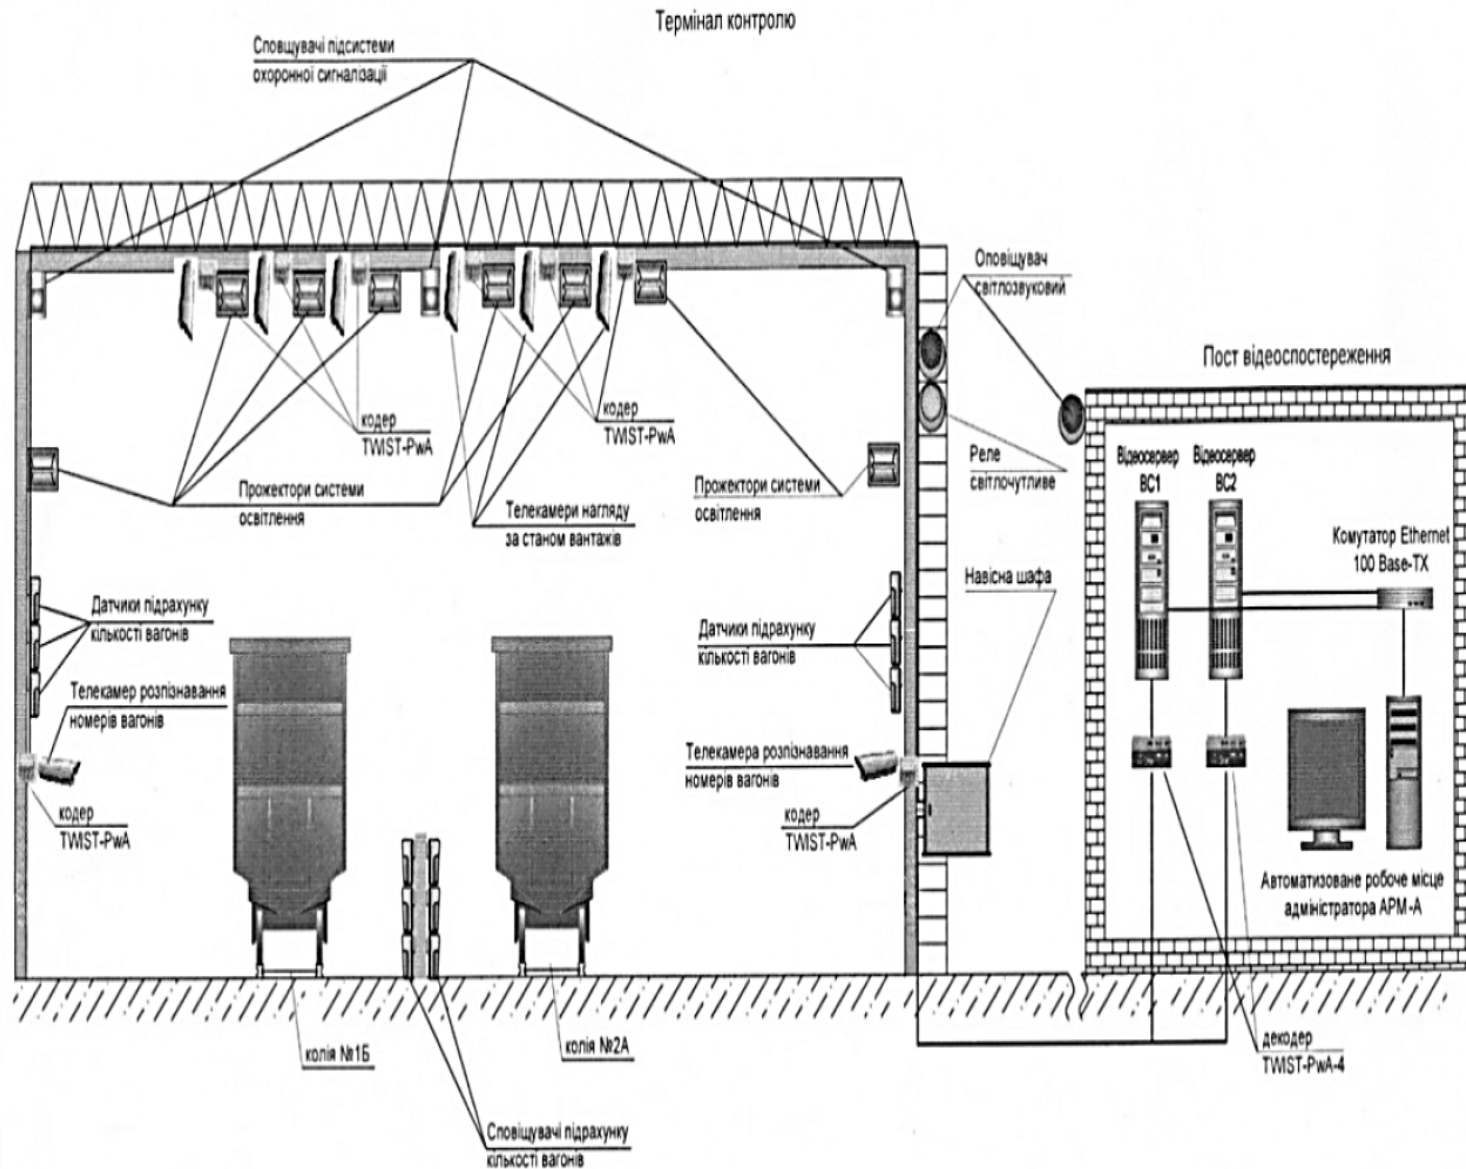 Термінал контролю
Сповщувачі підсистеми
охоронної сигналізації
Оповіщувач
світлозвуковий
Пост відеоспостереження
кодер
TWIST-PwA
кодер
TWIST-PwA
Реле
світлочутливе
Відеосервер
ВС1
Відеосервер
ВС2
Прожектори системи
освітлення
Телекамери нагляду
за станом вантажів
Прожектори системи
освітлення
Комутатор Ethernet
100 Base-TX
Навісна шафа
Датчики підрахунку
кількості вагонів
Датчики підрахунку
кількості вагонів
Телекамер розпізнавання
номерів вагонів
Телекамера розпізнавання
номерів вагонів
кодер
TWIST-PwA
кодер
TWIST-PwA
Автоматизоване робоче місце
адміністратора АРМ-А
колія №1Б
колія №2А
декодер
TWIST-PwA-4
Сповіщувачі підрахунку
кількості вагонів